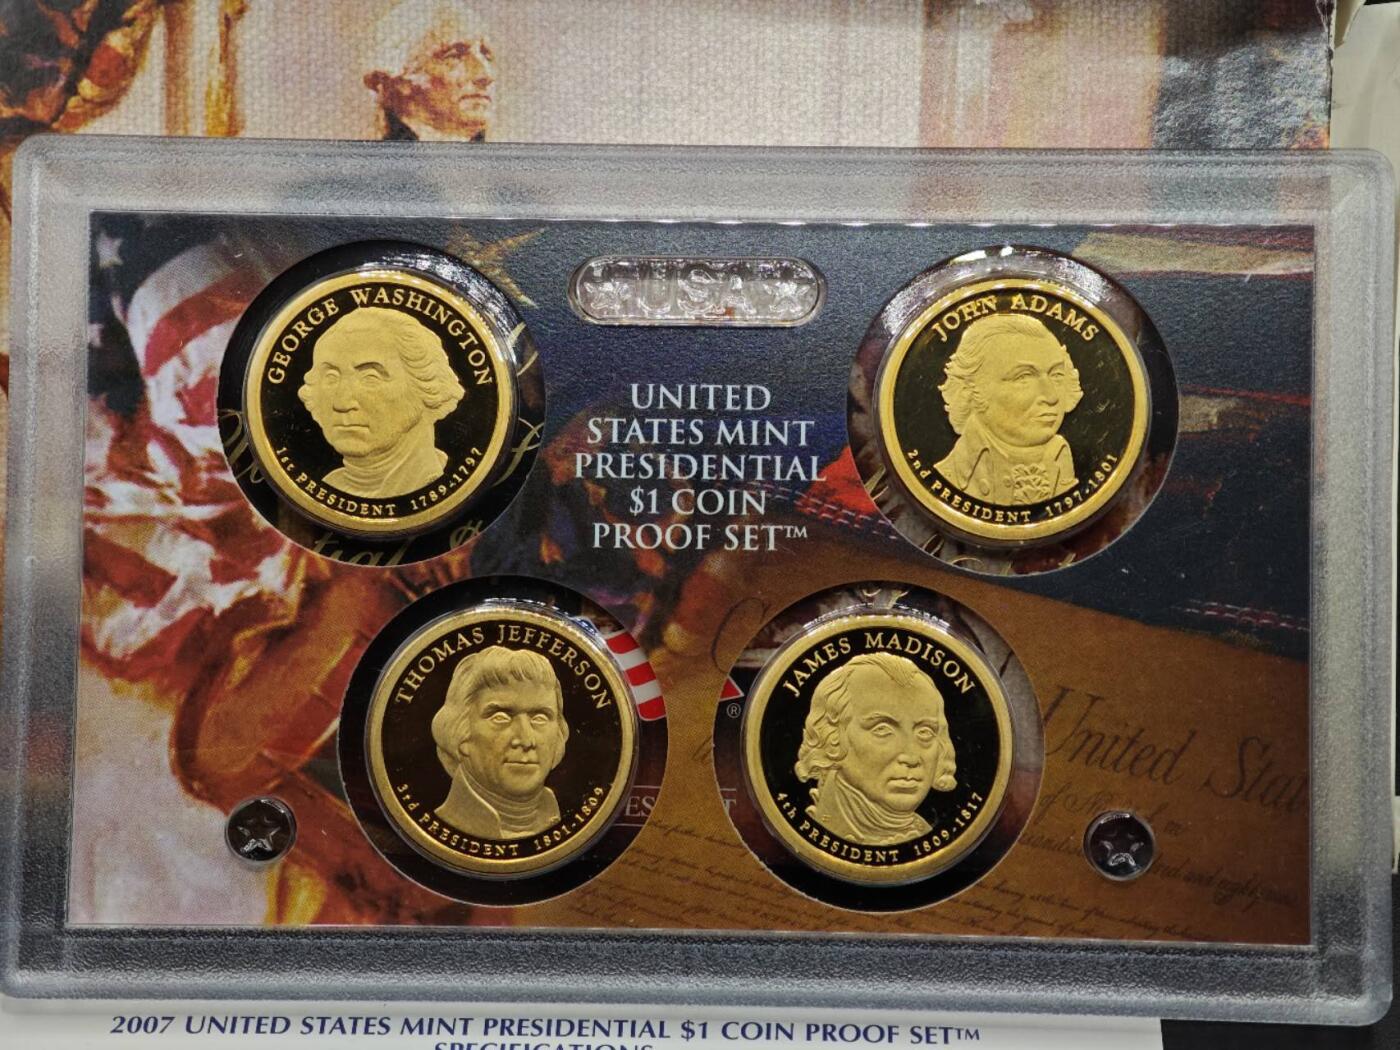 USA
UNITED
STATES MINT
PRESIDENTIAL
$1 COIN
PROOF SET™
GEORGE WASHINGTON
1st PRESIDENT 1789-1797
JOHN ADAMS
2nd PRESIDENT 1797-1801
THOMAS JEFFERSON
3rd PRESIDENT 1801-1809
JAMES MADISON
4th PRESIDENT 1809-1817
®
United Stat
2007 UNITED STATES MINT PRESIDENTIAL $1 COIN PROOF SET™
SPECIFICATIONS